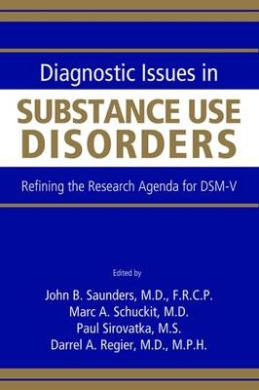 Diagnostic Issues in
SUBSTANCE USE
DISORDERS
Refining the Research Agenda for DSM-V
Edited by
John B. Saunders, M.D., F.R.C.P.
Marc A. Schuckit, M.D.
Paul Sirovatka, M.S.
Darrel A. Regier, M.D., M.P.H.